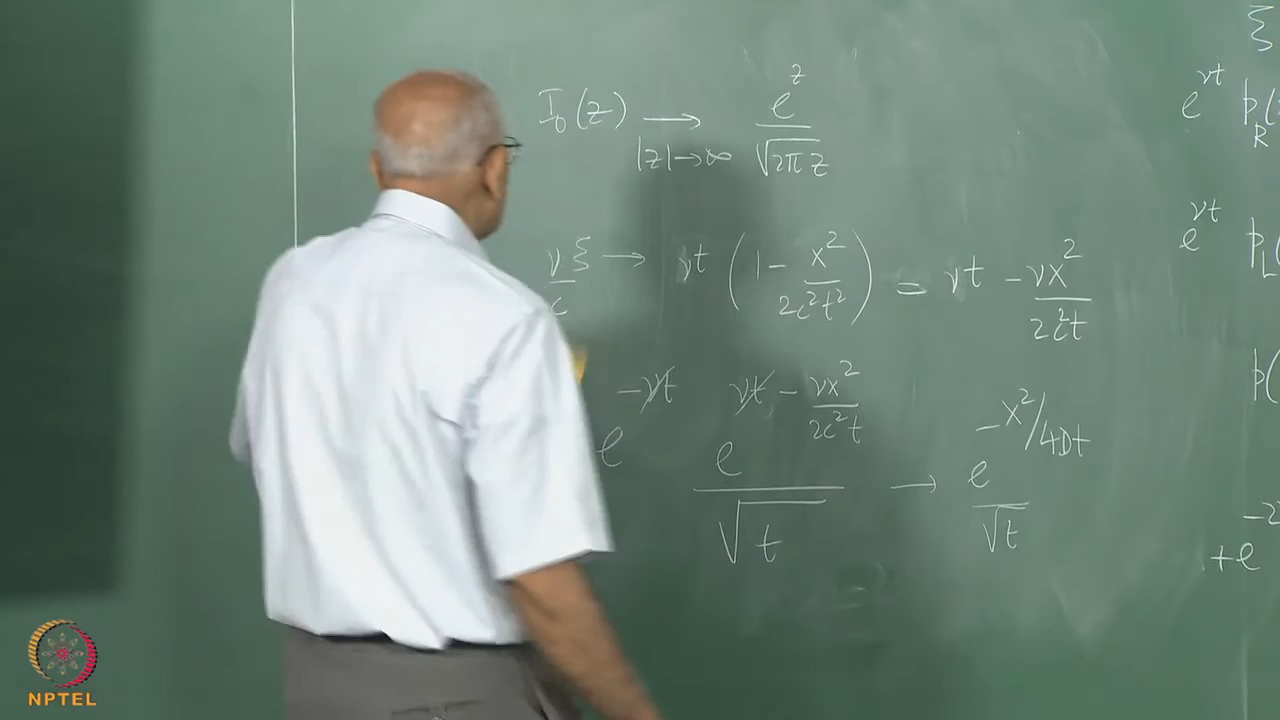 I₀(z) ⟶ e^z / √(2πz)
|z|→∞
νξ/c → νt (1 - x²/2c²t²) = νt - νx²/2c²t
e^(-νt) e^(νt - νx²/2c²t) / √t → e^(-x²/4Dt) / √t
ξ
e^(νt) p_R(
e^(νt) p_L(
p(
+e^(-2
NPTEL